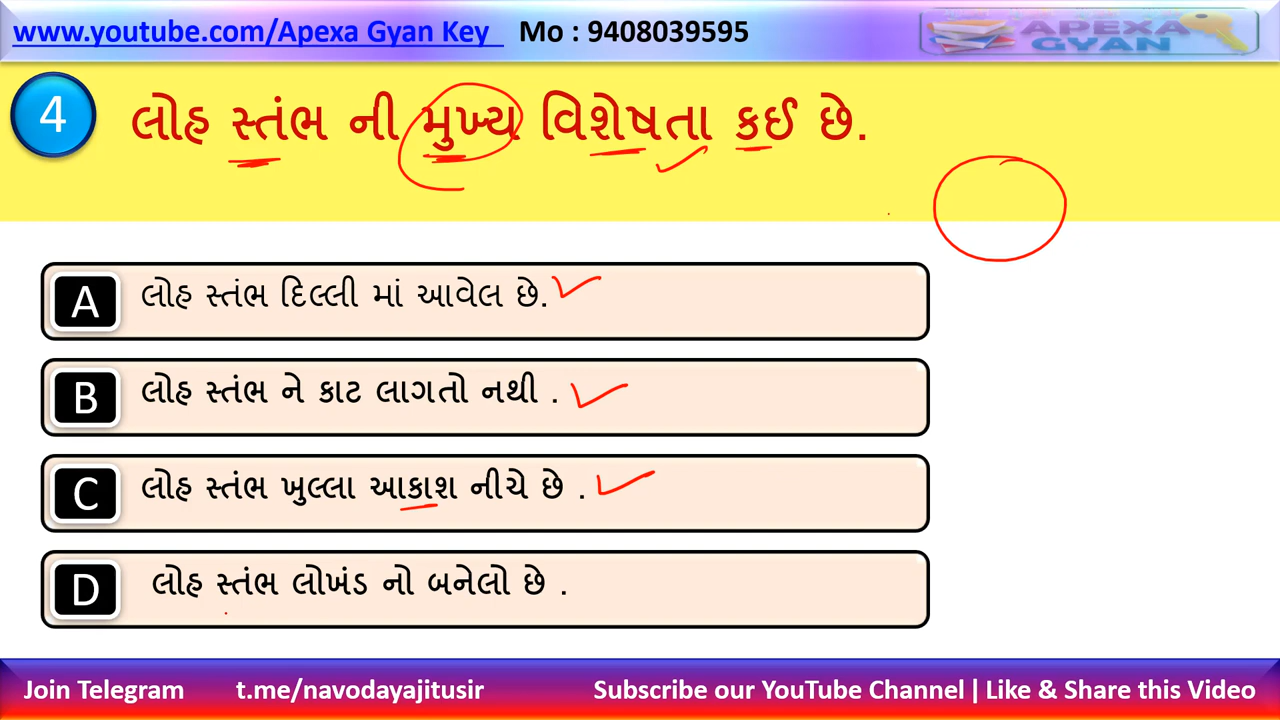 www.youtube.com/Apexa Gyan Key Mo : 9408039595
APEXA
GYAN
4 લોહ સ્તંભ ની મુખ્ય વિશેષતા કઈ છે.
A લોહ સ્તંભ દિલ્લી માં આવેલ છે.
B લોહ સ્તંભ ને કાટ લાગતો નથી .
C લોહ સ્તંભ ખુલ્લા આકાશ નીચે છે .
D લોહ સ્તંભ લોખંડ નો બનેલો છે .
Join Telegram t.me/navodayajitusir Subscribe our YouTube Channel | Like & Share this Video